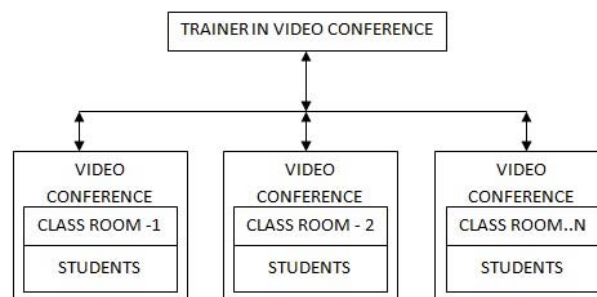 TRAINER IN VIDEO CONFERENCE
VIDEO
CONFERENCE
CLASS ROOM -1
STUDENTS
VIDEO
CONFERENCE
CLASS ROOM - 2
STUDENTS
VIDEO
CONFERENCE
CLASS ROOM..N
STUDENTS